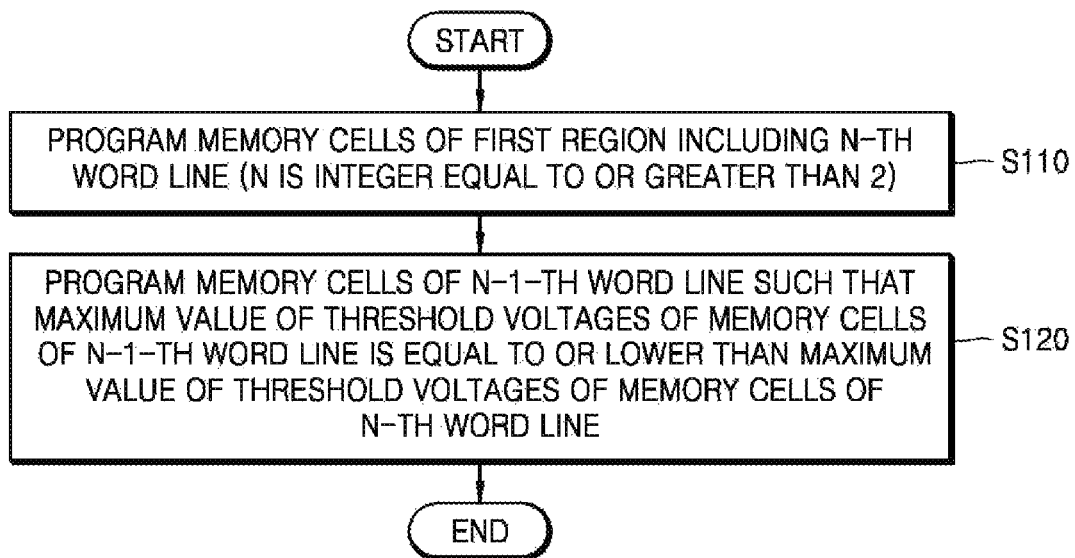 START
PROGRAM MEMORY CELLS OF FIRST REGION INCLUDING N-TH
WORD LINE (N IS INTEGER EQUAL TO OR GREATER THAN 2)
S110
PROGRAM MEMORY CELLS OF N-1-TH WORD LINE SUCH THAT
MAXIMUM VALUE OF THRESHOLD VOLTAGES OF MEMORY CELLS
OF N-1-TH WORD LINE IS EQUAL TO OR LOWER THAN MAXIMUM
VALUE OF THRESHOLD VOLTAGES OF MEMORY CELLS OF
N-TH WORD LINE
S120
END